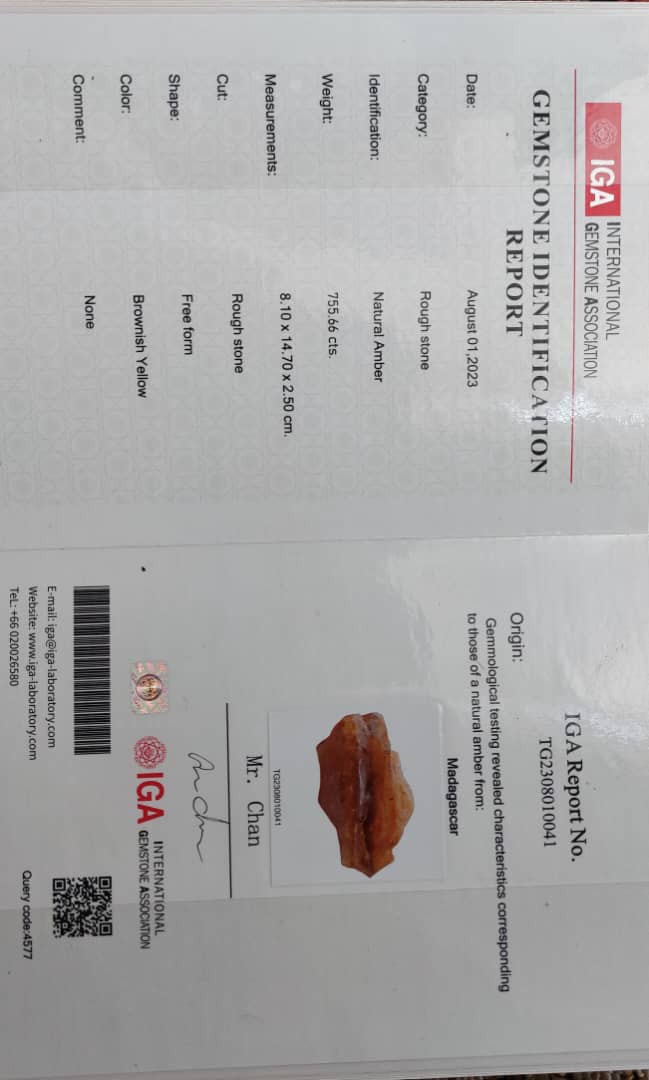 IGA INTERNATIONAL
GEMSTONE ASSOCIATION
GEMSTONE IDENTIFICATION
REPORT
Date: August 01,2023
Category: Rough stone
Identification: Natural Amber
Weight: 755.66 cts.
Measurements: 8.10 x 14.70 x 2.50 cm.
Cut: Rough stone
Shape: Free form
Color: Brownish Yellow
Comment: None
IGA Report No.
TG2308010041
Origin:
Gemmological testing revealed characteristics corresponding
to those of a natural amber from:
Madagascar
TG2308010041
Mr. Chan
IGA INTERNATIONAL
GEMSTONE ASSOCIATION
E-mail: iga@iga-laboratory.com
Website: www.iga-laboratory.com
TeL: +66 020026580
Query code:4577